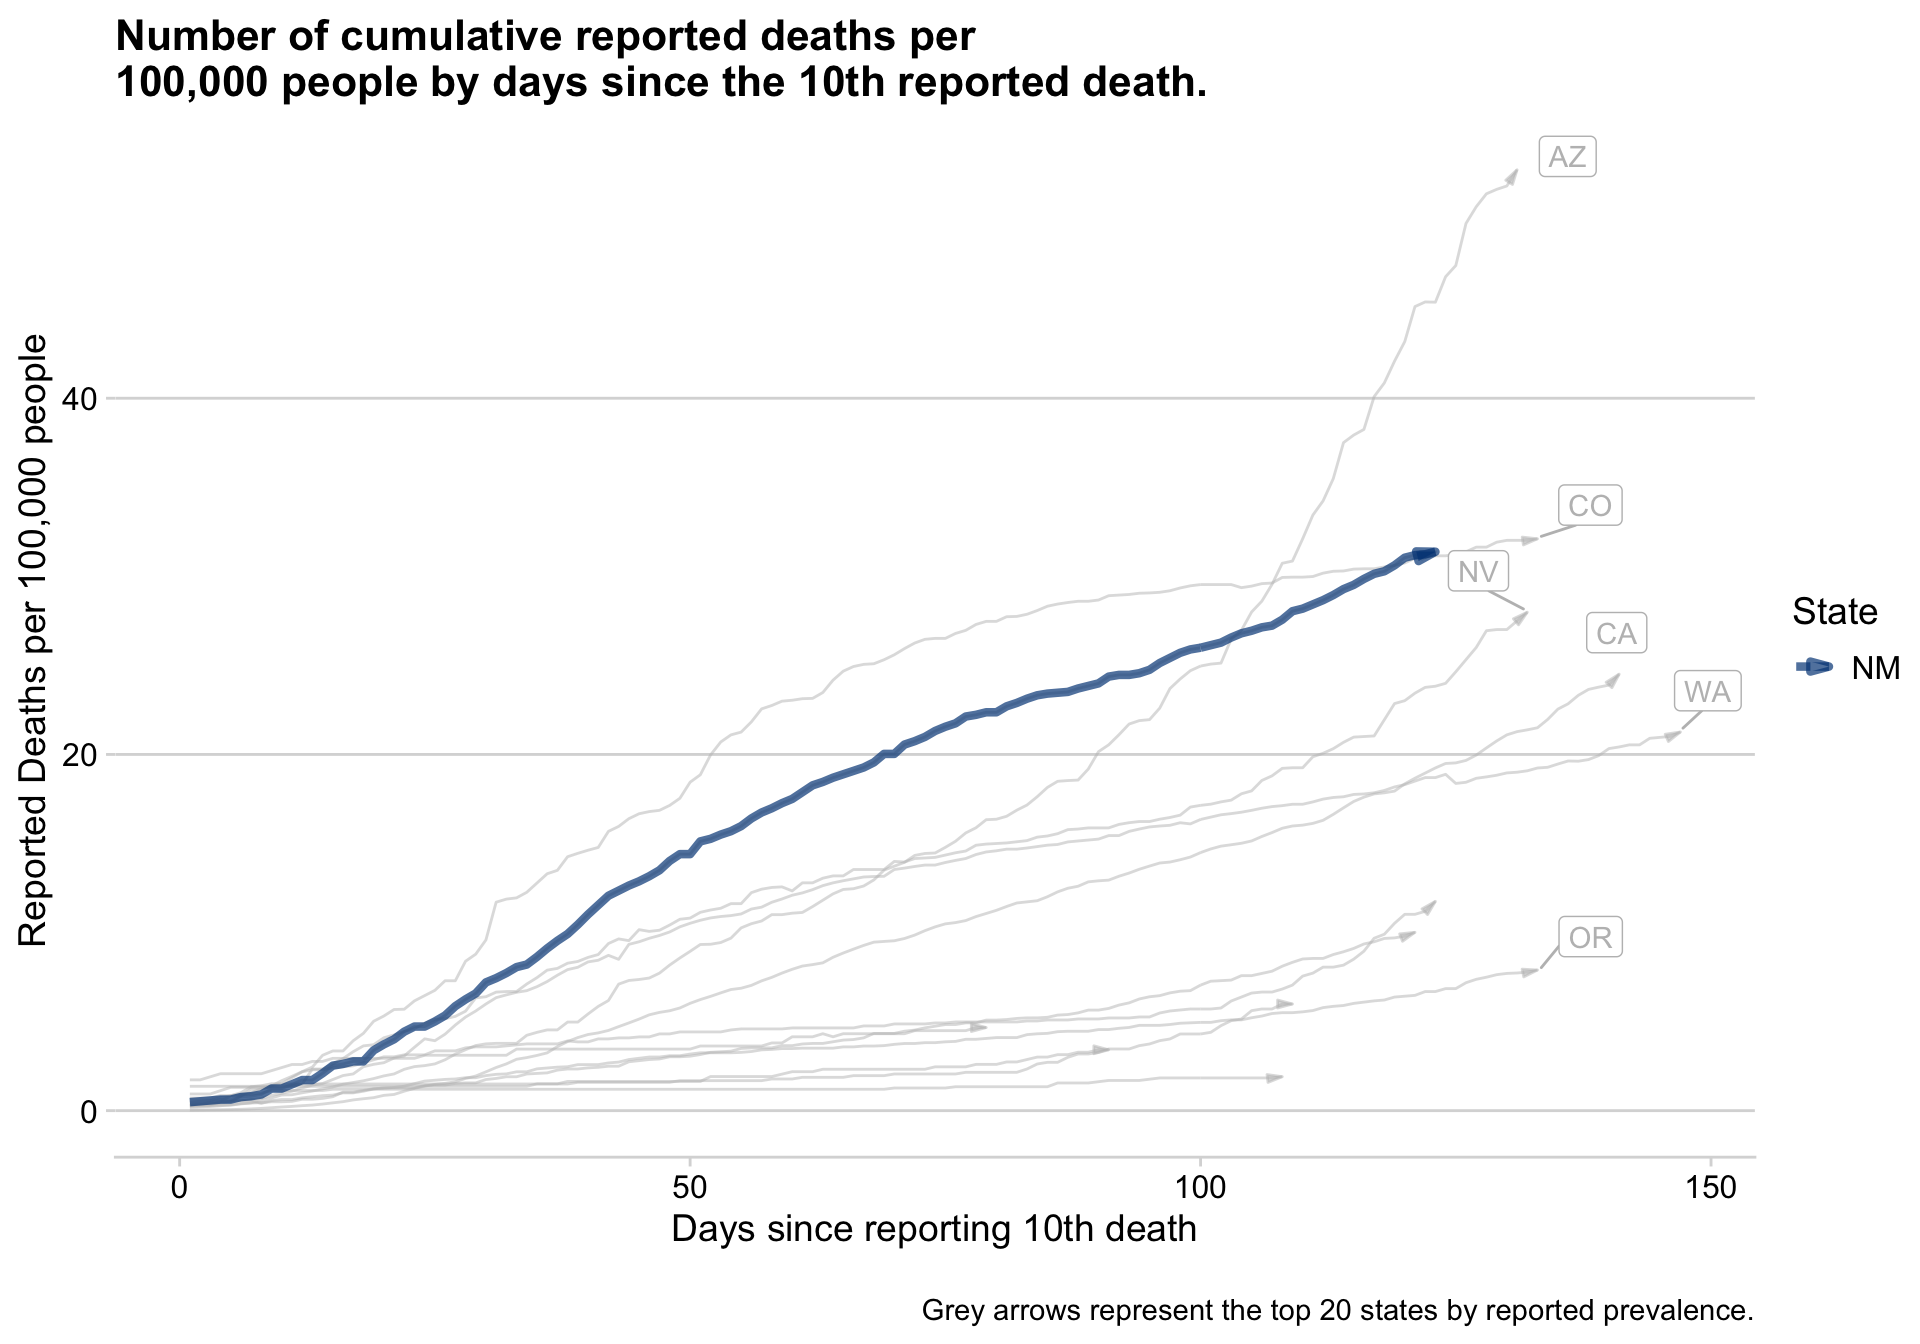 Number of cumulative reported deaths per
100,000 people by days since the 10th reported death.
Reported Deaths per 100,000 people
40
20
0
AZ
CO
NV
CA
WA
OR
State
NM
0
50
100
150
Days since reporting 10th death
Grey arrows represent the top 20 states by reported prevalence.